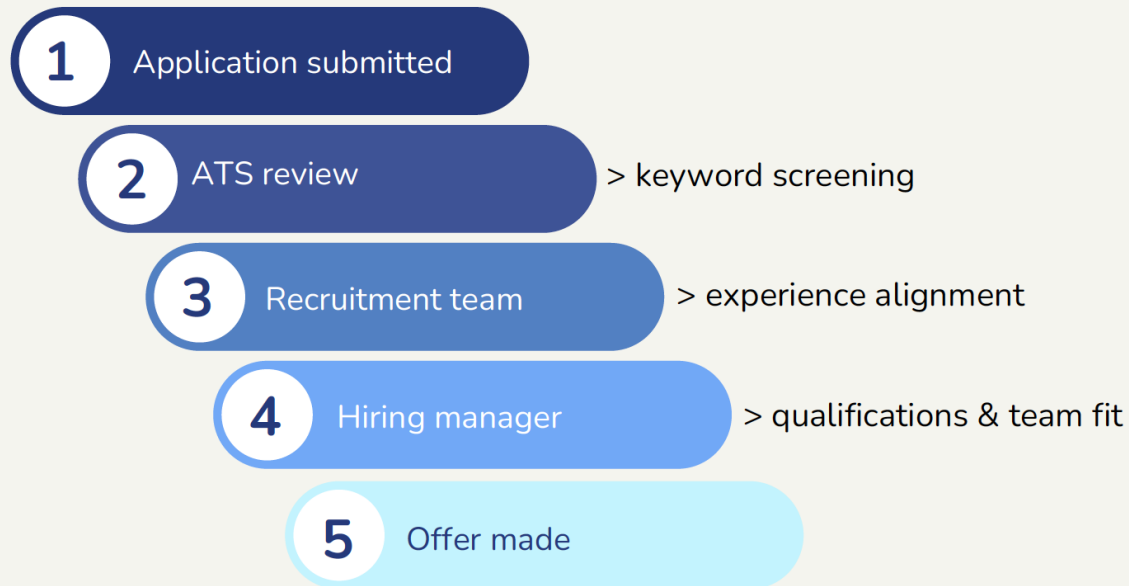 1 Application submitted
2 ATS review > keyword screening
3 Recruitment team > experience alignment
4 Hiring manager > qualifications & team fit
5 Offer made